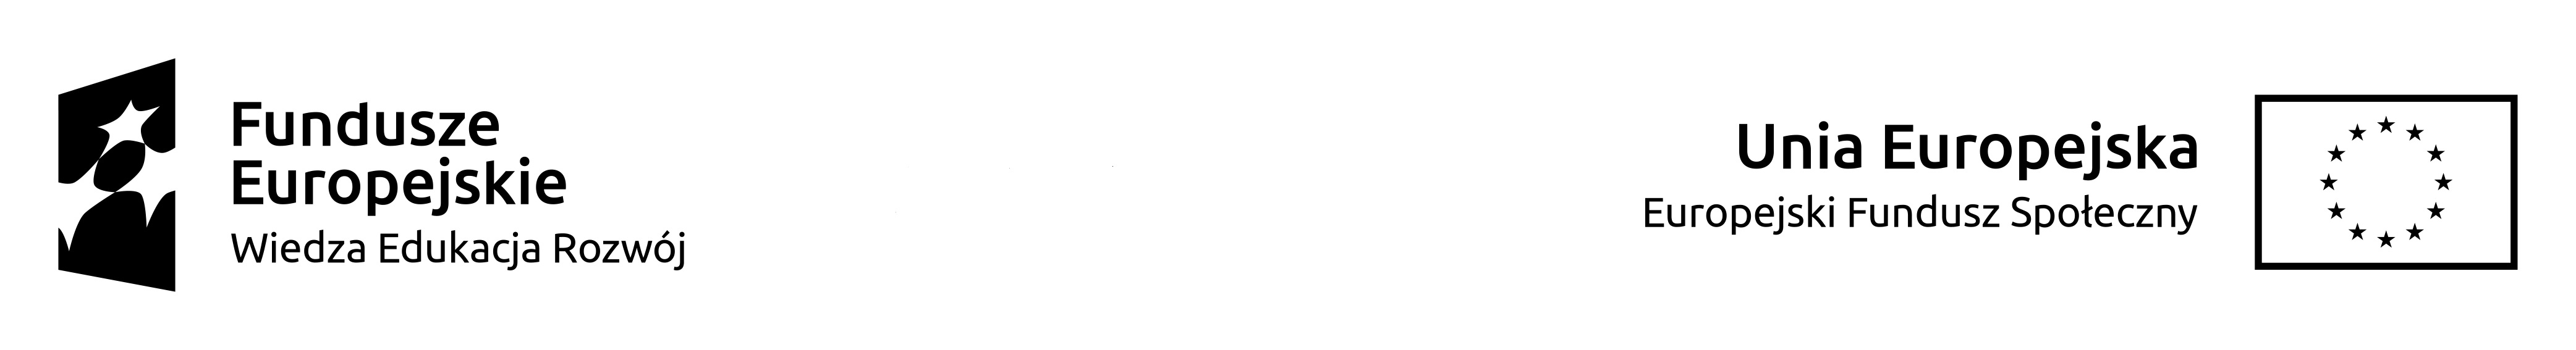 Fundusze
Europejskie
Wiedza Edukacja Rozwój
Unia Europejska
Europejski Fundusz Społeczny